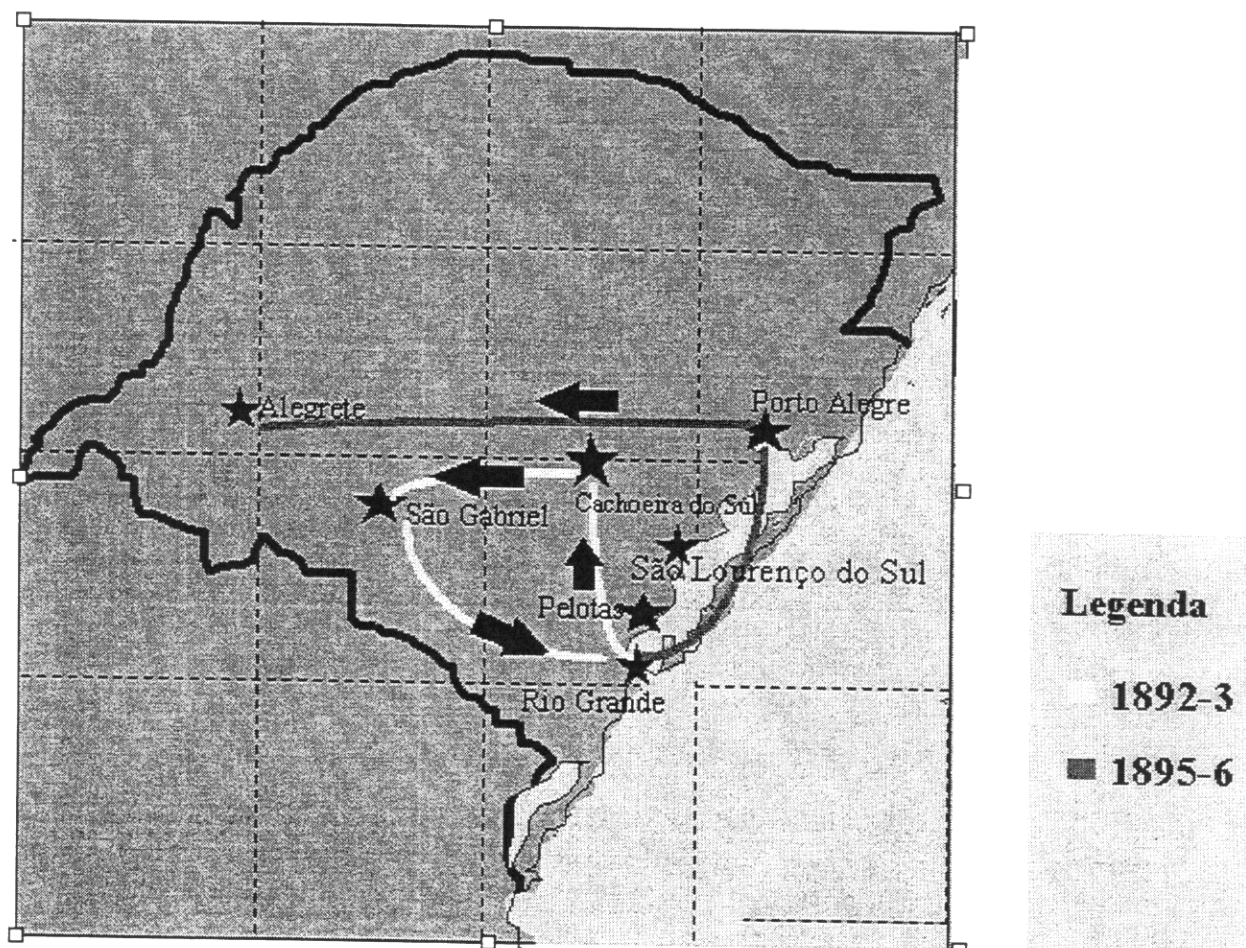 Alegrete
Porto Alegre
São Gabriel
Cachoeira do Sul
São Lourenço do Sul
Pelotas
Rio Grande
Legenda
1892-3
1895-6